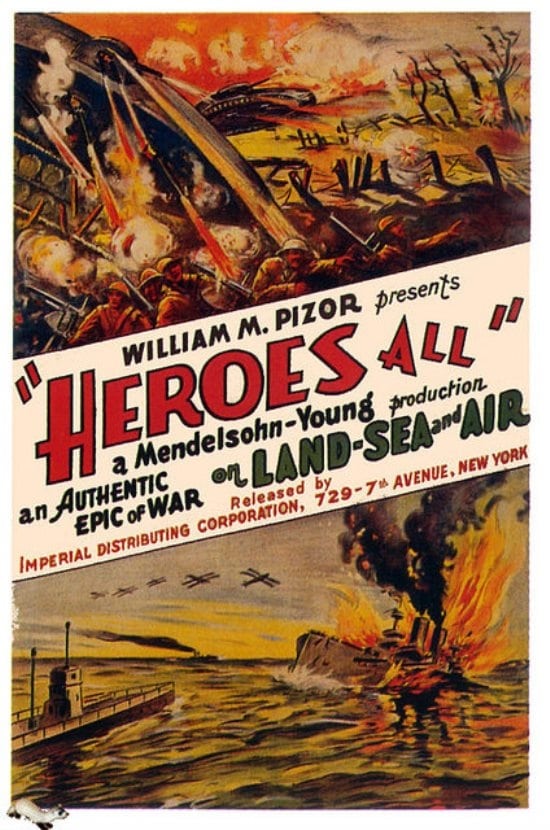 WILLIAM M. PIZOR presents
"HEROES ALL"
a Mendelsohn-Young production
an AUTHENTIC EPIC OF WAR on LAND-SEA and AIR
Released by
IMPERIAL DISTRIBUTING CORPORATION, 729-7th AVENUE, NEW YORK